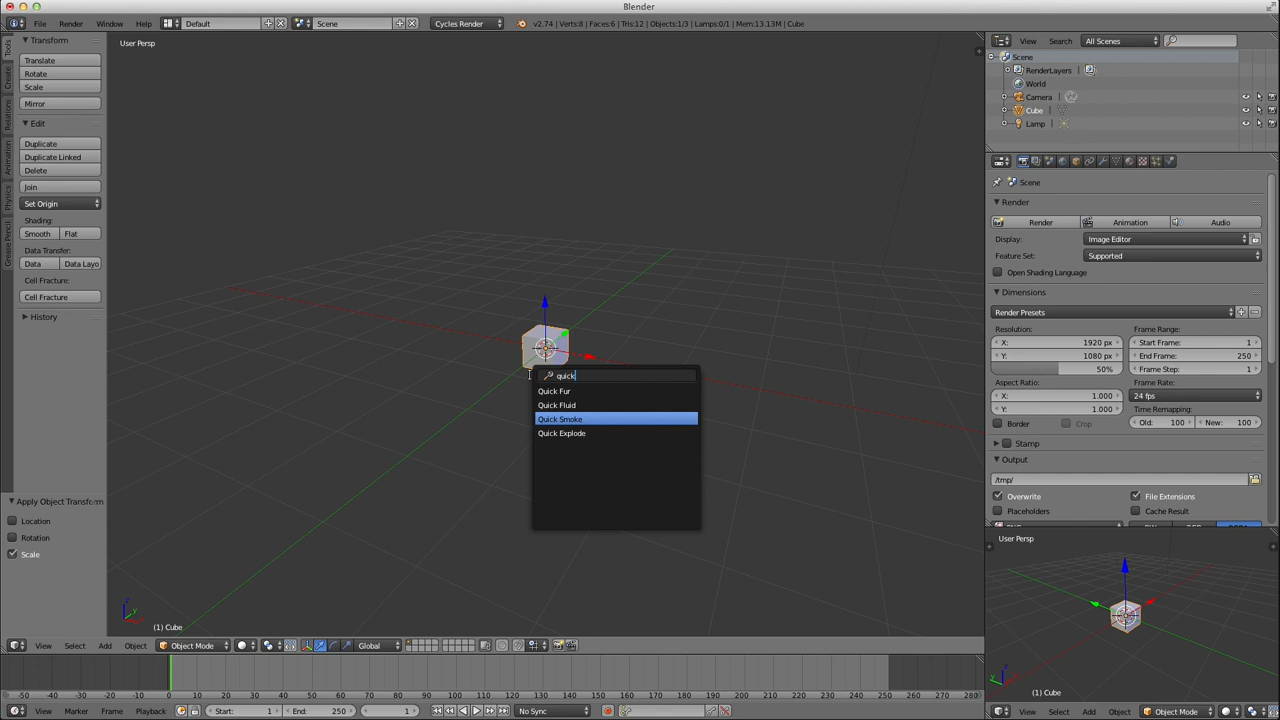 Blender
File
Render
Window
Help
Default
Scene
Cycles Render
v2.74 | Verts:8 | Faces:6 | Tris:12 | Objects:1/3 | Lamps:0/1 | Mem:13.13M | Cube
Tools
Create
Relations
Animation
Physics
Grease Pencil
Transform
Translate
Rotate
Scale
Mirror
Edit
Duplicate
Duplicate Linked
Delete
Join
Set Origin
Shading:
Smooth
Flat
Data Transfer:
Data
Data Layo
Cell Fracture:
Cell Fracture
History
Apply Object Transform
Location
Rotation
Scale
User Persp
quick
Quick Fur
Quick Fluid
Quick Smoke
Quick Explode
(1) Cube
View
Select
Add
Object
Object Mode
Global
-50 -40 -30 -20 -10 0 10 20 30 40 50 60 70 80 90 100 110 120 130 140 150 160 170 180 190 200 210 220 230 240 250 260 270 280
View
Marker
Frame
Playback
Start: 1
End: 250
1
No Sync
View
Search
All Scenes
Scene
RenderLayers
World
Camera
Cube
Lamp
Scene
Render
Render
Animation
Audio
Display:
Image Editor
Feature Set:
Supported
Open Shading Language
Dimensions
Render Presets
Resolution:
Frame Range:
X: 1920 px
Start Frame: 1
Y: 1080 px
End Frame: 250
50%
Frame Step: 1
Aspect Ratio:
Frame Rate:
X: 1.000
24 fps
Y: 1.000
Time Remapping:
Border
Crop
Old: 100
New: 100
Stamp
Output
/tmp/
Overwrite
File Extensions
Placeholders
Cache Result
User Persp
(1) Cube
View
Select
Add
Object
Object Mode